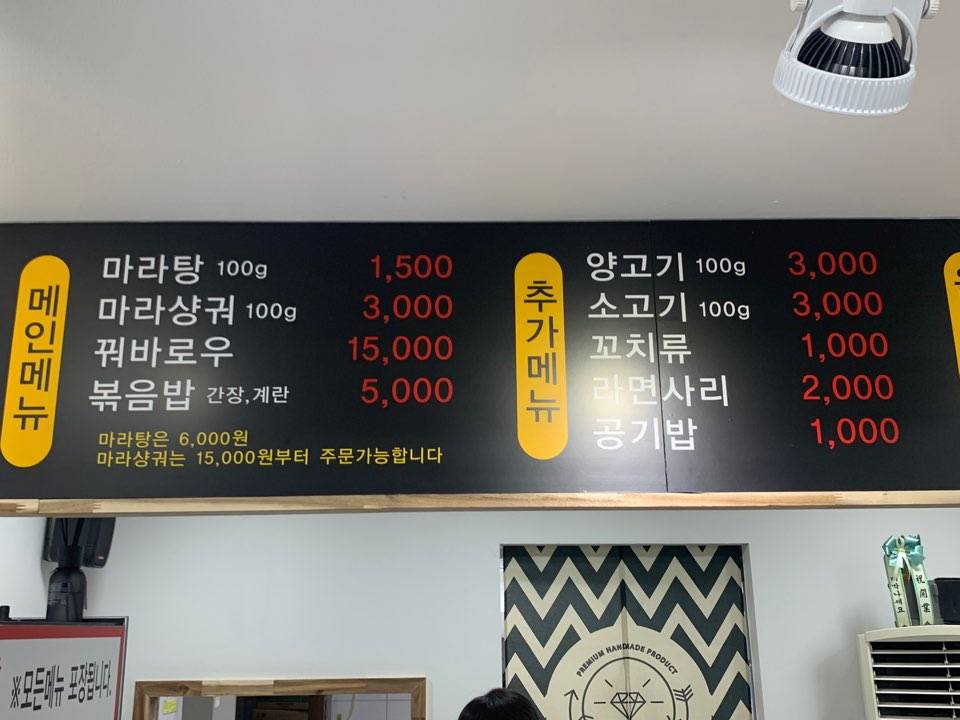 메인메뉴
마라탕 100g 1,500
마라샹궈 100g 3,000
꿔바로우 15,000
볶음밥 간장,계란 5,000
마라탕은 6,000원
마라샹궈는 15,000원부터 주문가능합니다
추가메뉴
양고기 100g 3,000
소고기 100g 3,000
꼬치류 1,000
라면사리 2,000
공기밥 1,000
※모든메뉴 포장됩니다.
PREMIUM HANDMADE PRODUCT
祝 開業